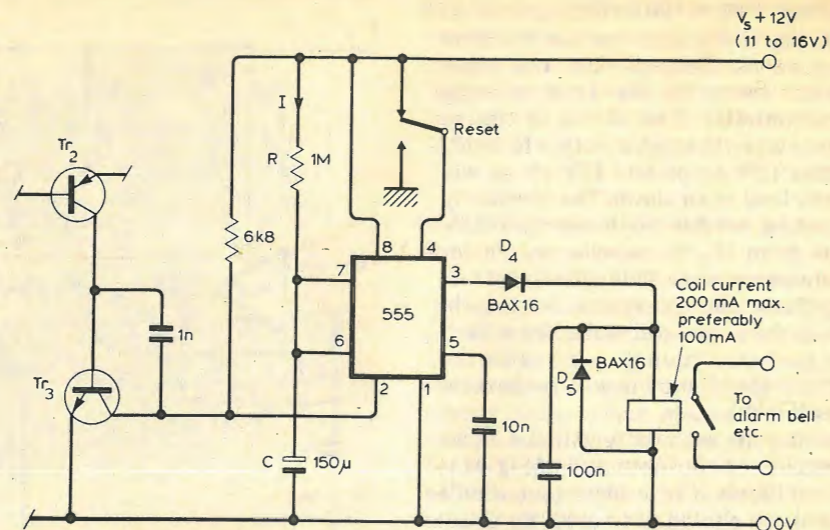 Vs + 12V
(11 to 16V)
I
Reset
Tr2
R 1M
6k8
8 4
7 3
D4
555
BAX16
Coil current
200 mA max.
preferably
100mA
1n
6 5
BAX16
D5
Tr3
2 1
10n
To
alarm bell
etc.
C 150μ
100n
0V